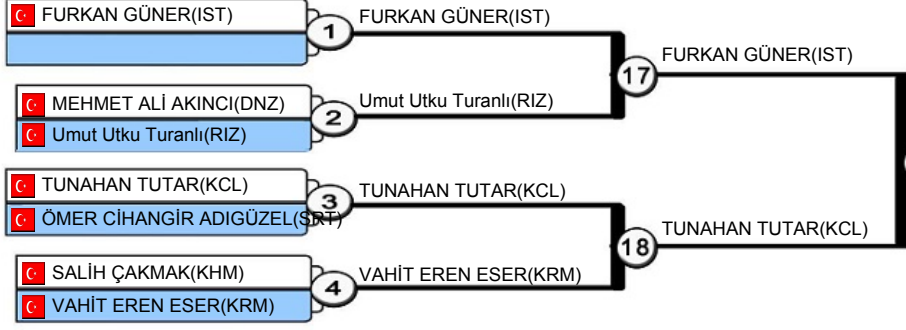 FURKAN GÜNER(IST)
1
FURKAN GÜNER(IST)
FURKAN GÜNER(IST)
17
MEHMET ALİ AKINCI(DNZ)
2
Umut Utku Turanlı(RIZ)
Umut Utku Turanlı(RIZ)
TUNAHAN TUTAR(KCL)
3
TUNAHAN TUTAR(KCL)
ÖMER CİHANGİR ADIGÜZEL(SRT)
18
TUNAHAN TUTAR(KCL)
SALİH ÇAKMAK(KHM)
4
VAHİT EREN ESER(KRM)
VAHİT EREN ESER(KRM)